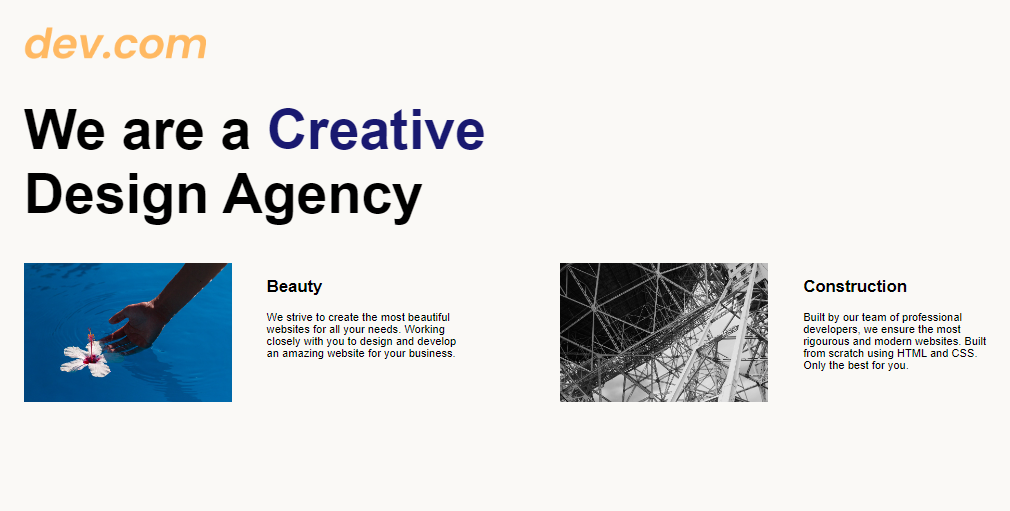 dev.com
We are a Creative
Design Agency
Beauty
We strive to create the most beautiful
websites for all your needs. Working
closely with you to design and develop
an amazing website for your business.
Construction
Built by our team of professional
developers, we ensure the most
rigourous and modern websites. Built
from scratch using HTML and CSS.
Only the best for you.